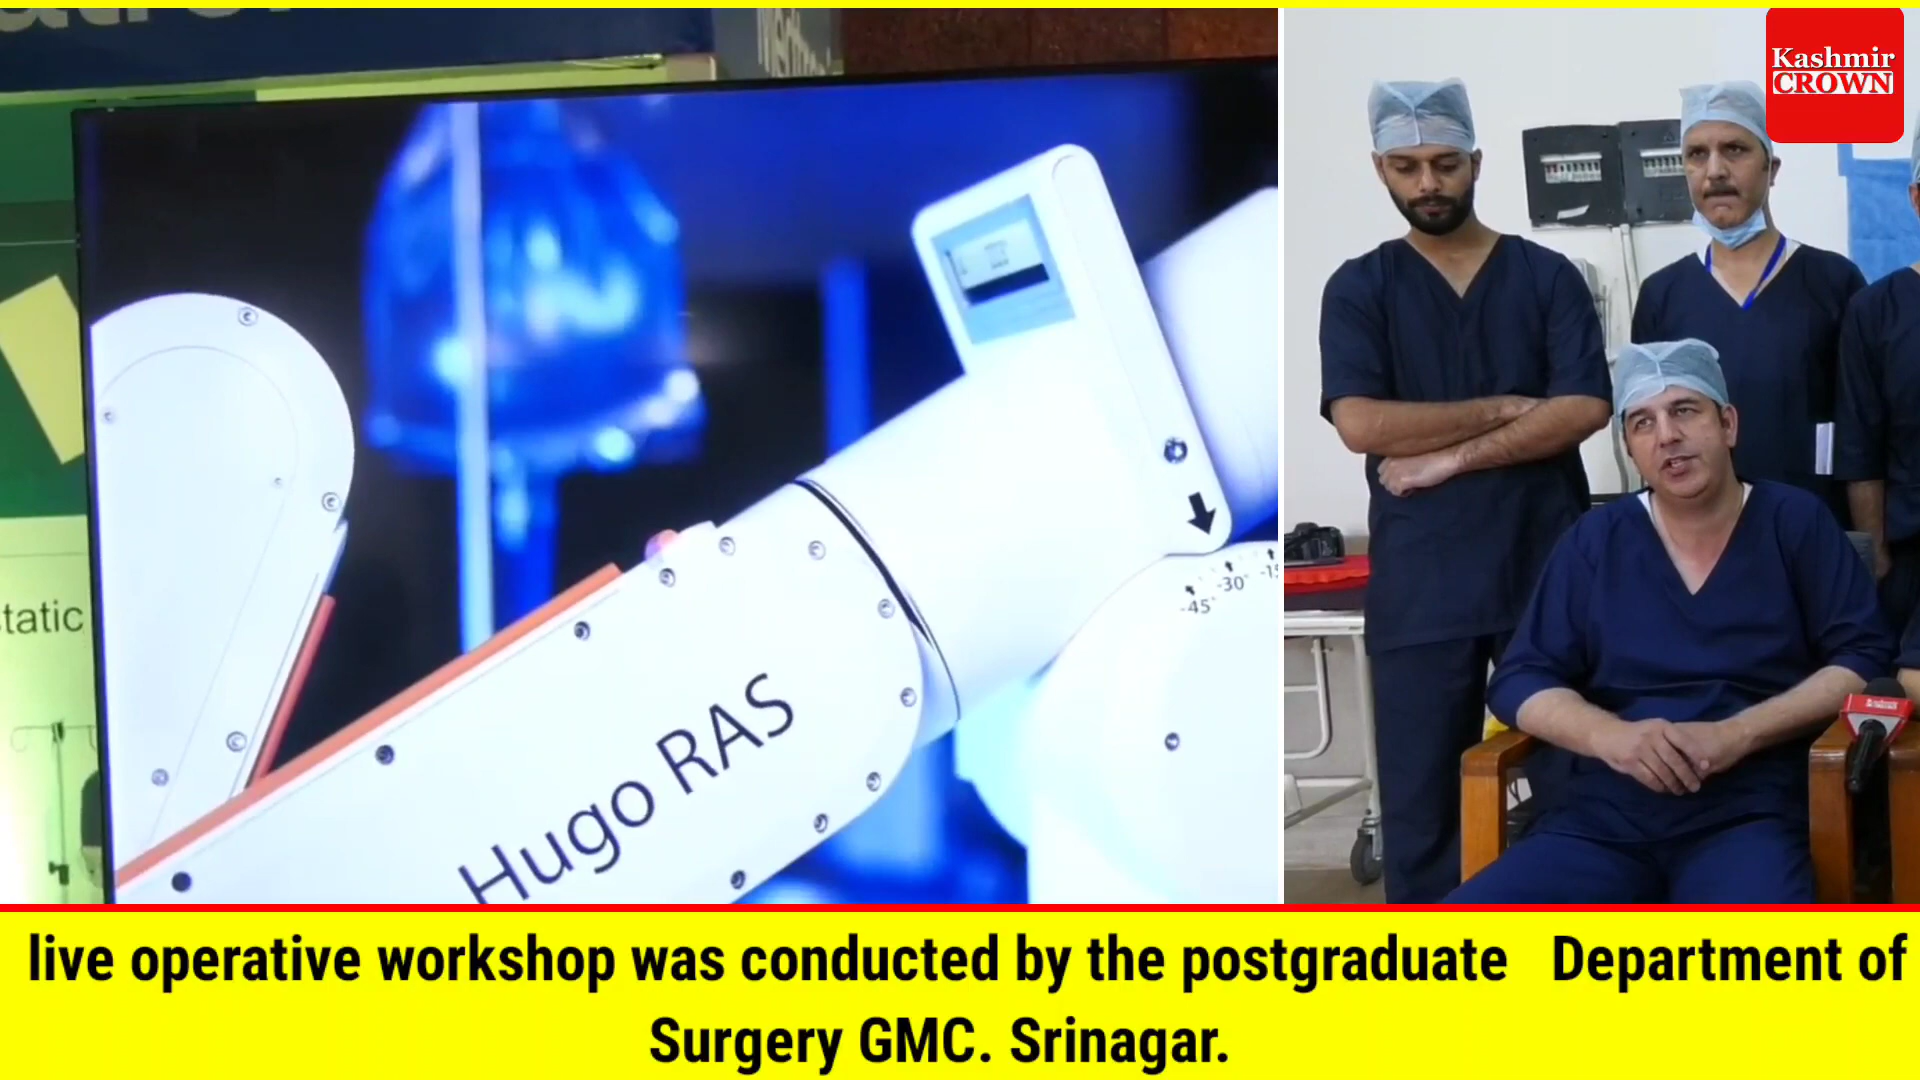 Kashmir
CROWN
tatic
Hugo RAS
-45°
-30°
live operative workshop was conducted by the postgraduate Department of
Surgery GMC. Srinagar.